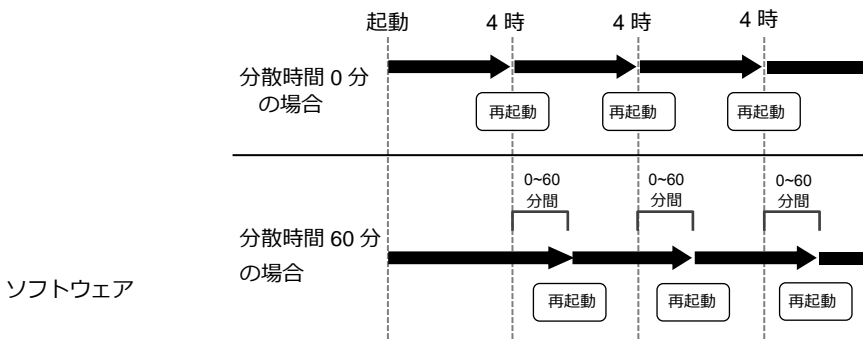 起動 4 時 4 時 4 時
分散時間 0 分
の場合
再起動 再起動 再起動
0~60 0~60 0~60
分間 分間 分間
分散時間 60 分
の場合
ソフトウェア
再起動 再起動 再起動